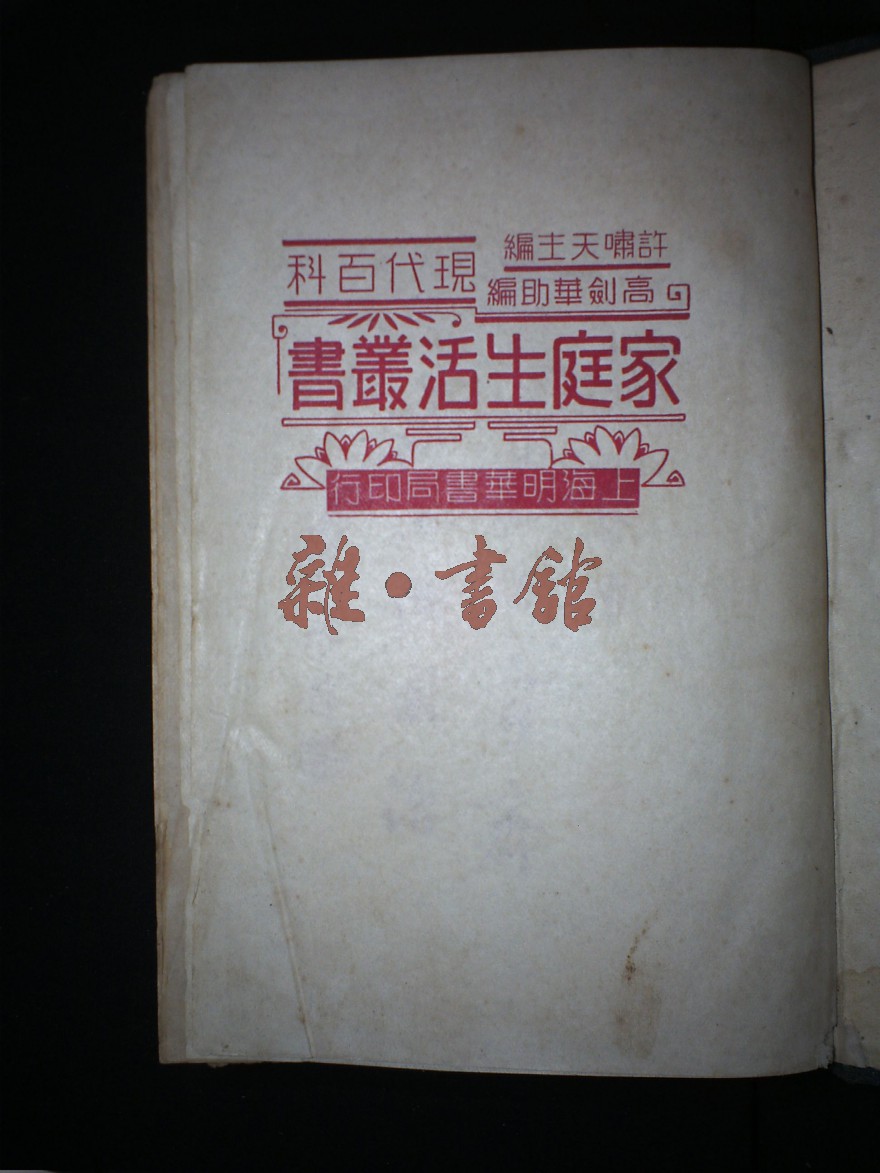 許嘯天主編
高劍華助編
現代百科
家庭生活叢書
上海明華書局印行
雜·書館